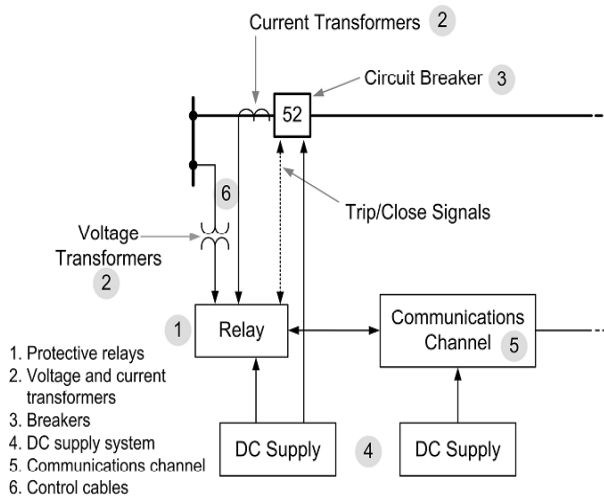 Current Transformers 2
Circuit Breaker 3
52
6
Trip/Close Signals
Voltage
Transformers
2
1
Relay
Communications
Channel 5
1. Protective relays
2. Voltage and current
transformers
3. Breakers
4. DC supply system
5. Communications channel
6. Control cables
DC Supply
4
DC Supply